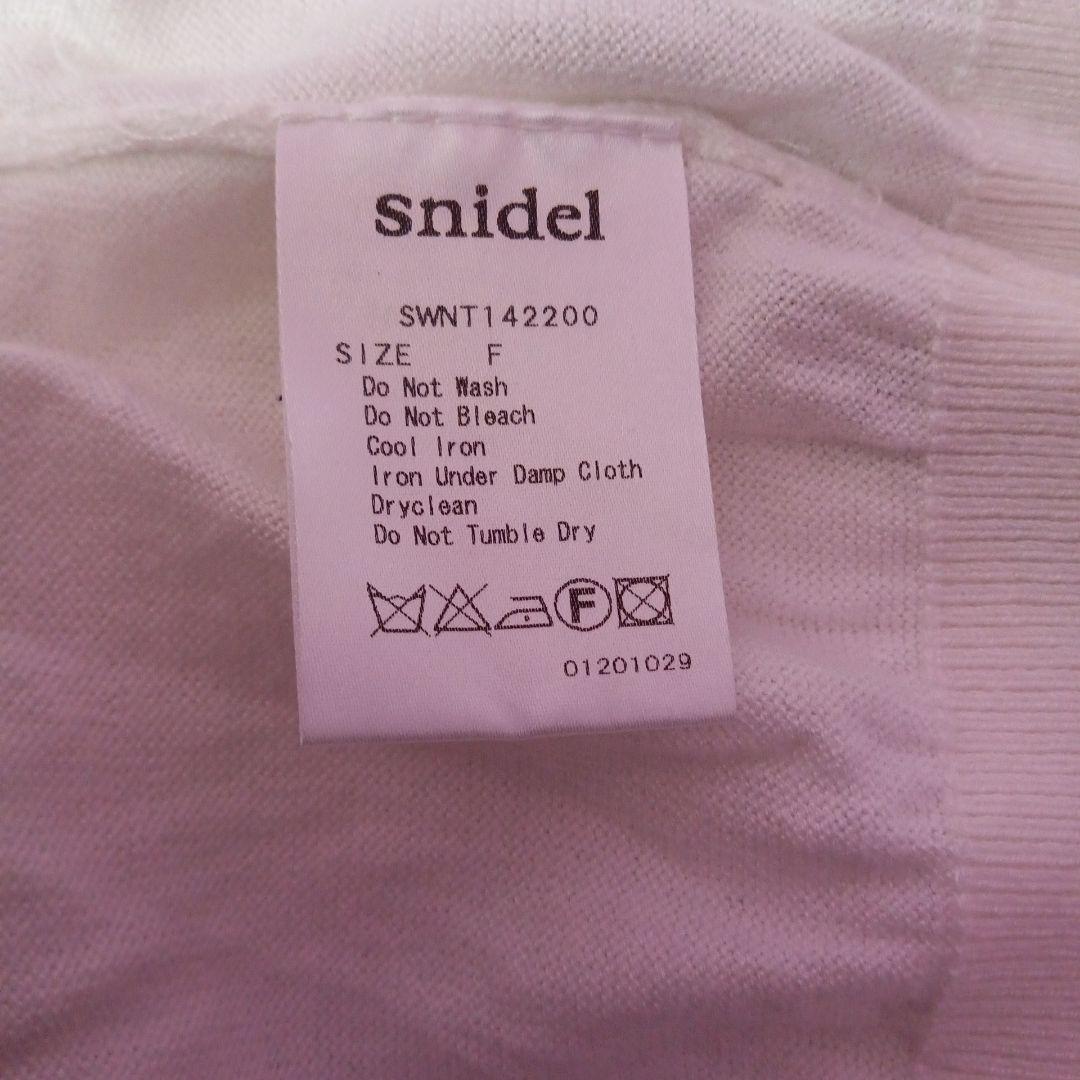 snidel
SWNT142200
SIZE F
Do Not Wash
Do Not Bleach
Cool Iron
Iron Under Damp Cloth
Dryclean
Do Not Tumble Dry
F
01201029